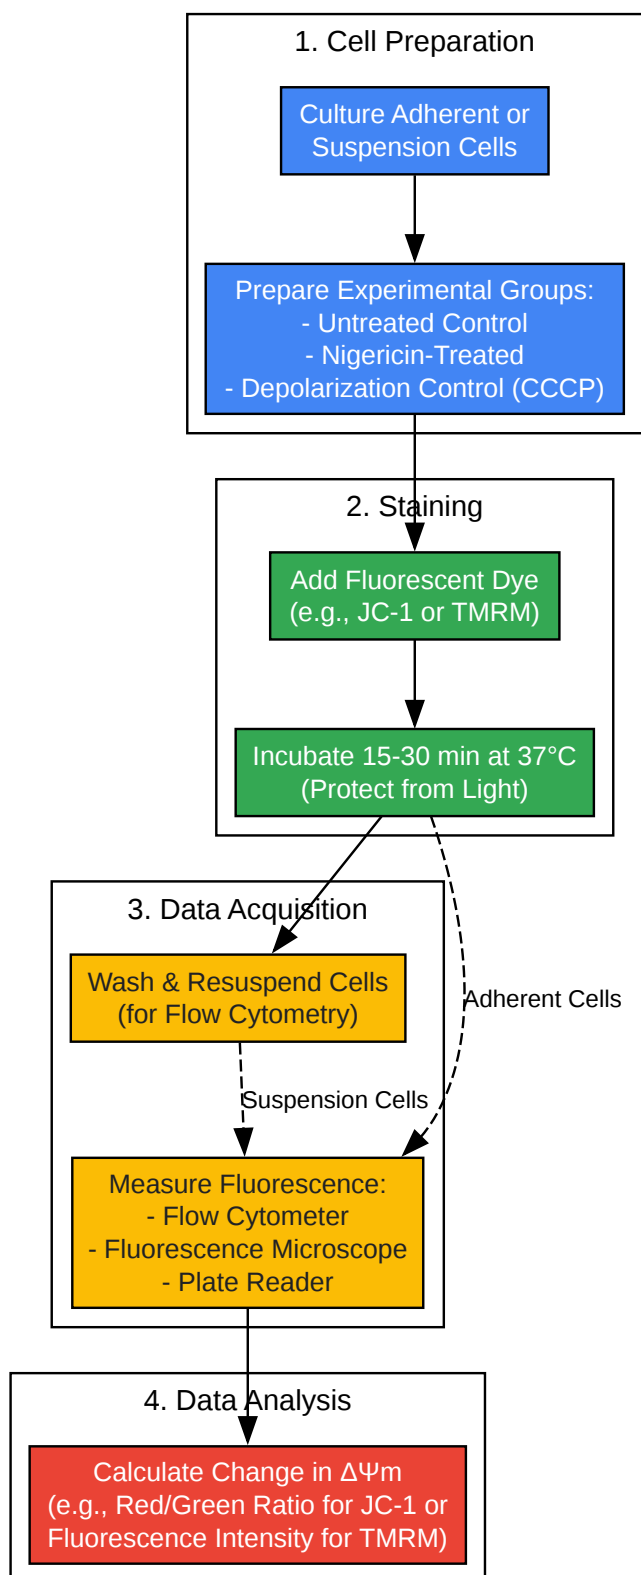 1. Cell Preparation
Culture Adherent or
Suspension Cells
Prepare Experimental Groups:
- Untreated Control
- Nigericin-Treated
- Depolarization Control (CCCP)
2. Staining
Add Fluorescent Dye
(e.g., JC-1 or TMRM)
Incubate 15-30 min at 37°C
(Protect from Light)
3. Data Acquisition
Wash & Resuspend Cells
(for Flow Cytometry)
Adherent Cells
Suspension Cells
Measure Fluorescence:
- Flow Cytometer
- Fluorescence Microscope
- Plate Reader
4. Data Analysis
Calculate Change in ΔΨm
(e.g., Red/Green Ratio for JC-1 or
Fluorescence Intensity for TMRM)